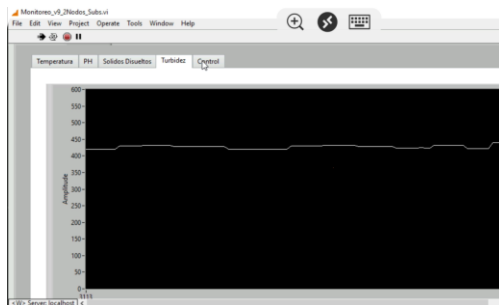 Monitoreo_v9_2Nodos_Subs.vi
File Edit View Project Operate Tools Window Help
Temperatura PH Solidos Disueltos Turbidez Control
600
550
500
450
400
350
300
250
200
150
100
50
0
Amplitude
1111
<W> Server: localhost